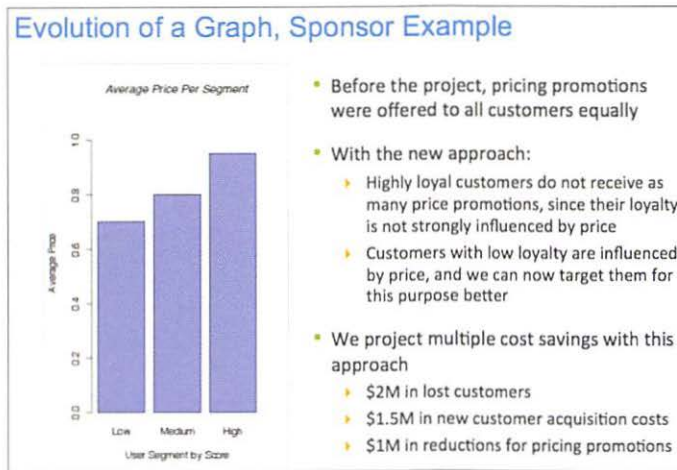 Evolution of a Graph, Sponsor Example
Average Price Per Segment
Average Price
0.0
0.2
0.4
0.6
0.8
1.0
Low Medium High
User Segment by Score
Before the project, pricing promotions
were offered to all customers equally
With the new approach:
Highly loyal customers do not receive as
many price promotions, since their loyalty
is not strongly influenced by price
Customers with low loyalty are influenced
by price, and we can now target them for
this purpose better
We project multiple cost savings with this
approach
$2M in lost customers
$1.5M in new customer acquisition costs
$1M in reductions for pricing promotions